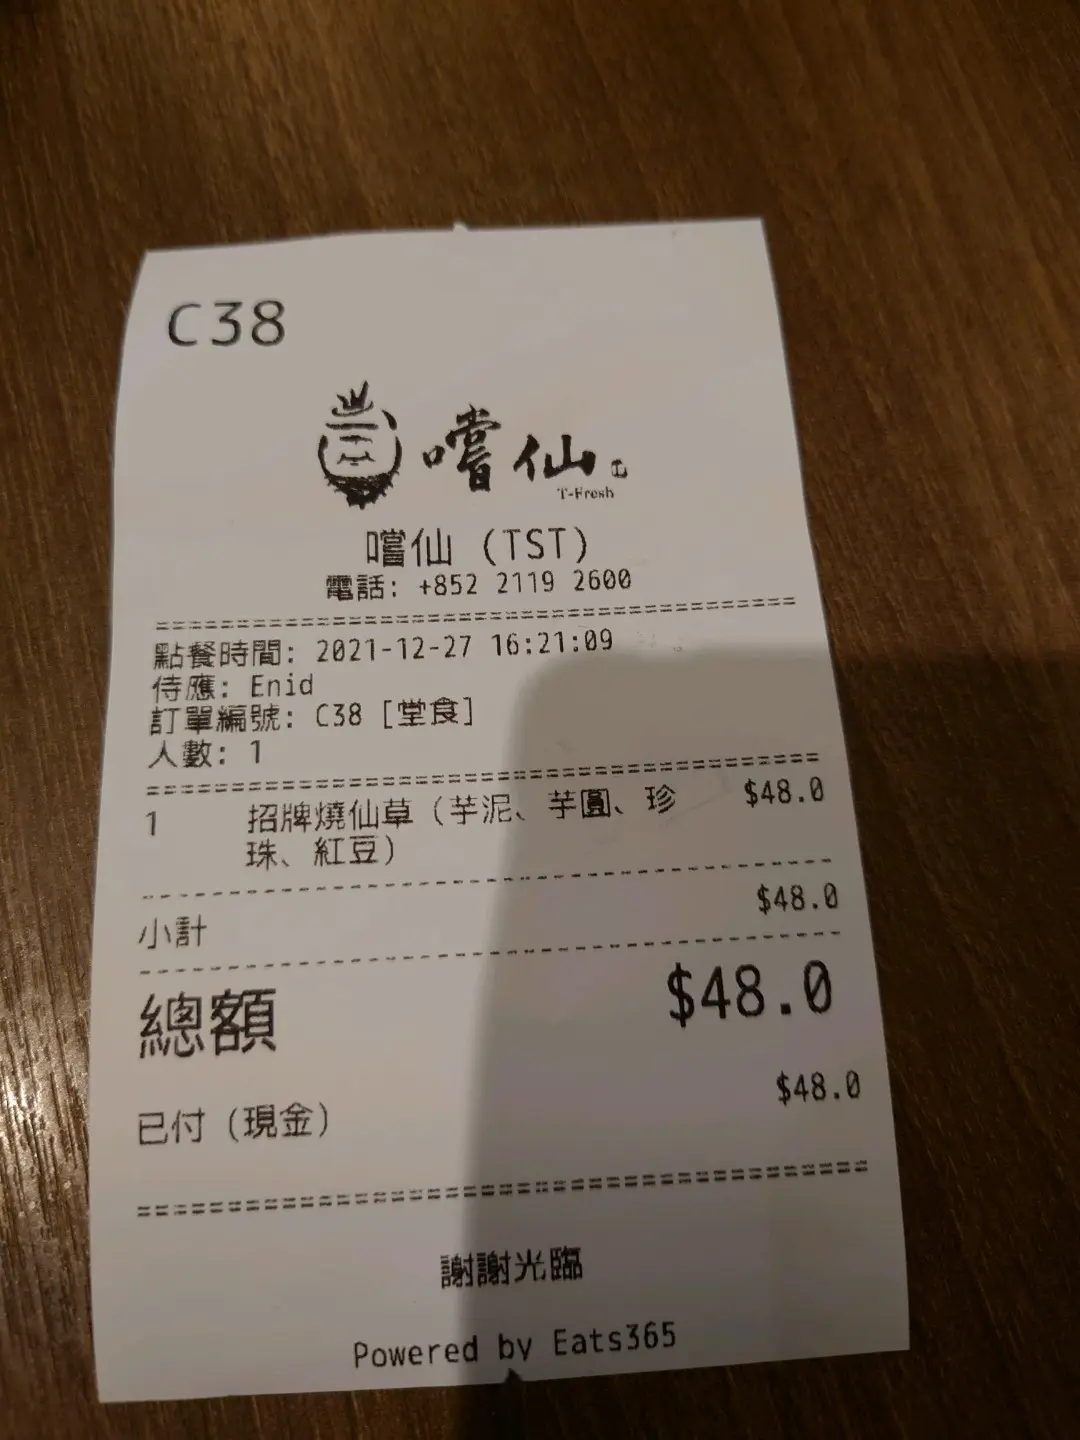 C38
嚐仙
T-Fresh
嚐仙 (TST)
電話: +852 2119 2600
點餐時間: 2021-12-27 16:21:09
侍應: Enid
訂單編號: C38 [堂食]
人數: 1
1 招牌燒仙草 (芋泥、芋圓、珍 $48.0
珠、紅豆)
小計 $48.0
總額 $48.0
已付 (現金) $48.0
謝謝光臨
Powered by Eats365